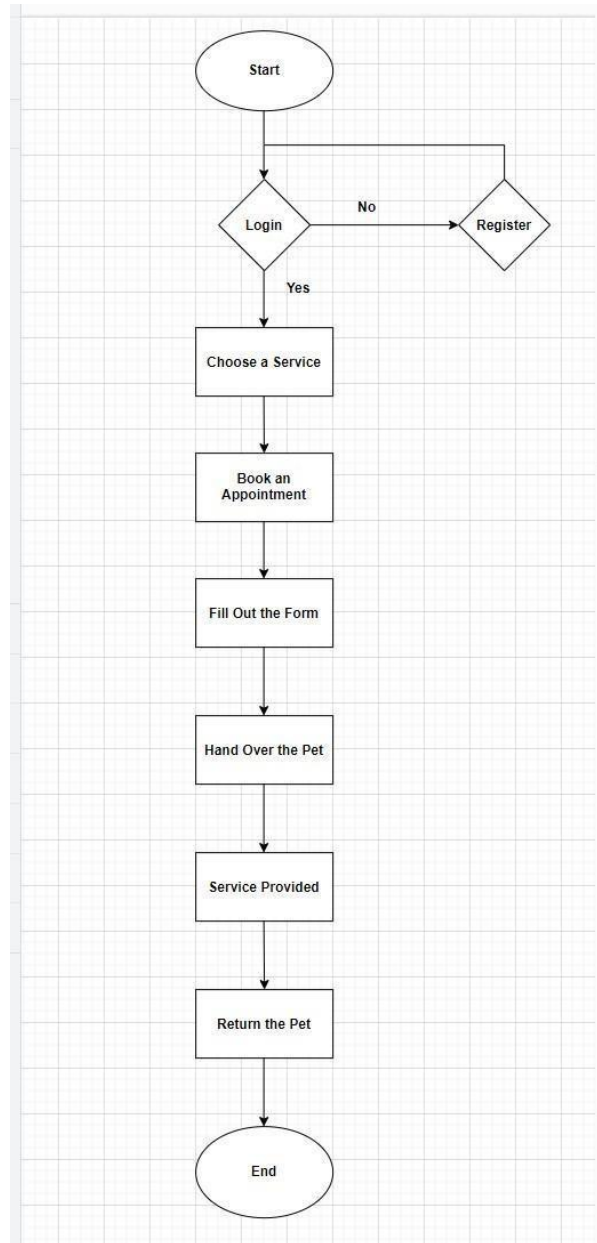 Start
No
Login
Register
Yes
Choose a Service
Book an
Appointment
Fill Out the Form
Hand Over the Pet
Service Provided
Return the Pet
End